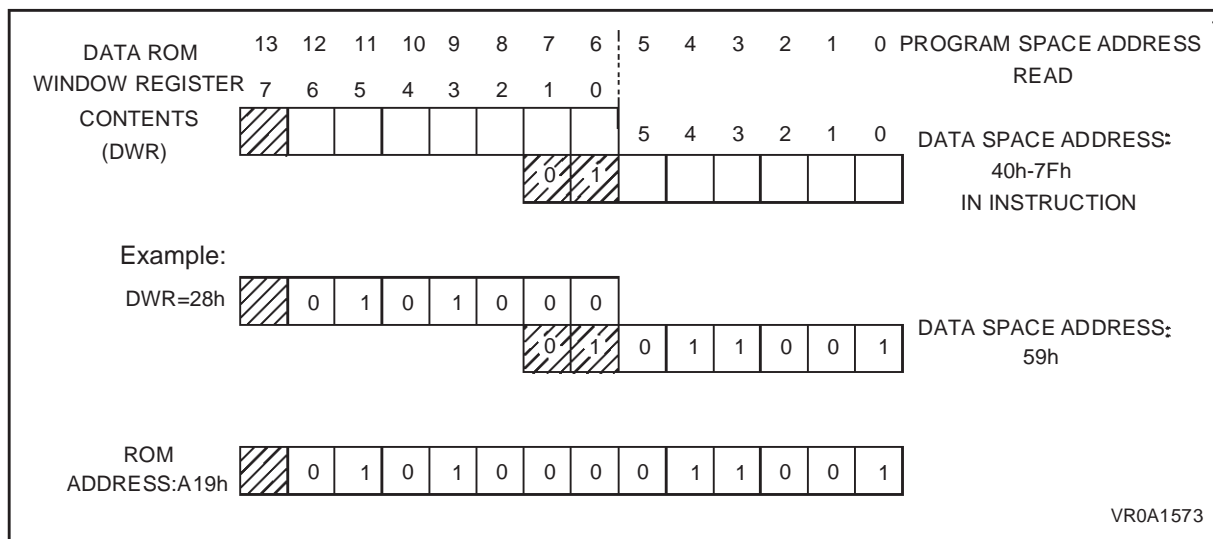 DATA ROM 13 12 11 10 9 8 7 6 5 4 3 2 1 0 PROGRAM SPACE ADDRESS
WINDOW REGISTER 7 6 5 4 3 2 1 0 READ
CONTENTS
(DWR)
5 4 3 2 1 0 DATA SPACE ADDRESS:
0 1 40h-7Fh
IN INSTRUCTION
Example:
DWR=28h 0 1 0 1 0 0 0
0 1 0 1 1 0 0 1 DATA SPACE ADDRESS:
59h
ROM
ADDRESS:A19h 0 1 0 1 0 0 0 0 1 1 0 0 1
VR0A1573